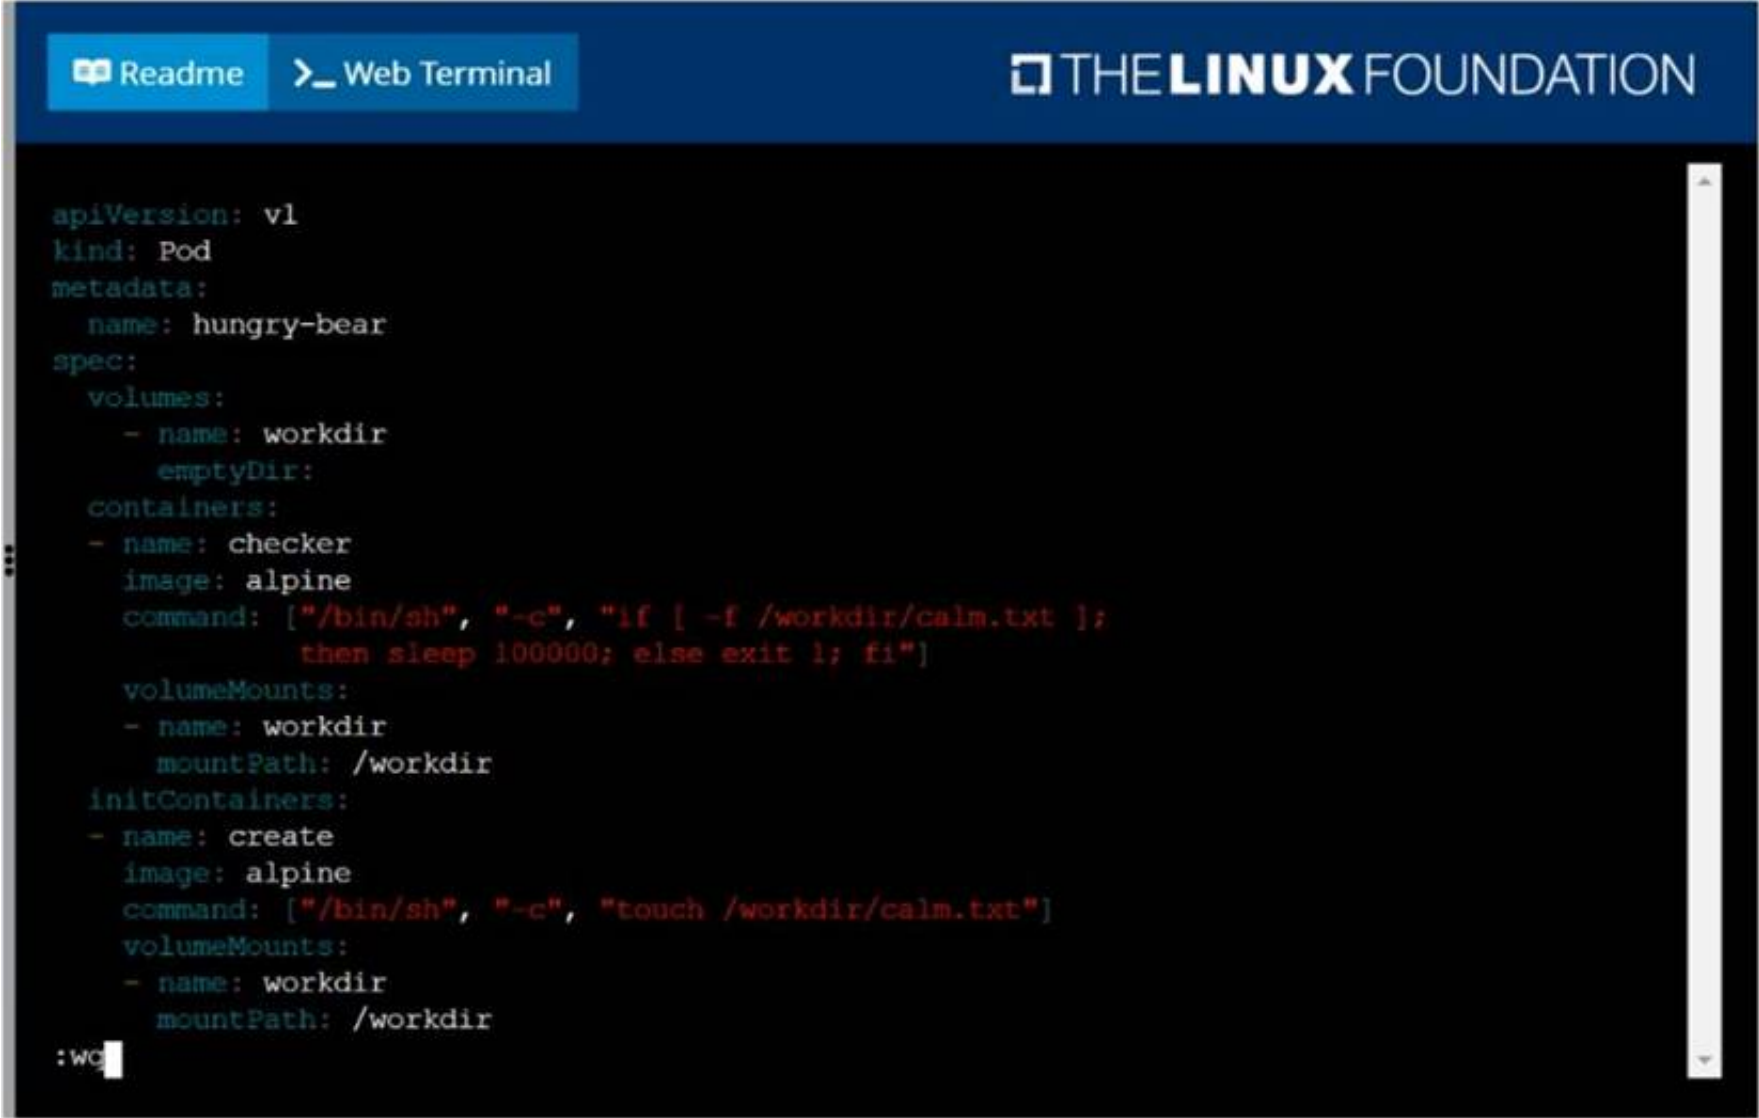 Readme >_ Web Terminal THE LINUX FOUNDATION
apiVersion: v1
kind: Pod
metadata:
  name: hungry-bear
spec:
  volumes:
    - name: workdir
      emptyDir:
  containers:
  - name: checker
    image: alpine
    command: ["/bin/sh", "-c", "if [ -f /workdir/calm.txt ];
              then sleep 100000; else exit 1; fi"]
    volumeMounts:
    - name: workdir
      mountPath: /workdir
  initContainers:
  - name: create
    image: alpine
    command: ["/bin/sh", "-c", "touch /workdir/calm.txt"]
    volumeMounts:
    - name: workdir
      mountPath: /workdir
:wq